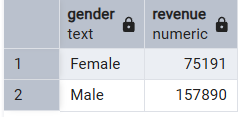 gender revenue
text numeric
1 Female 75191
2 Male 157890